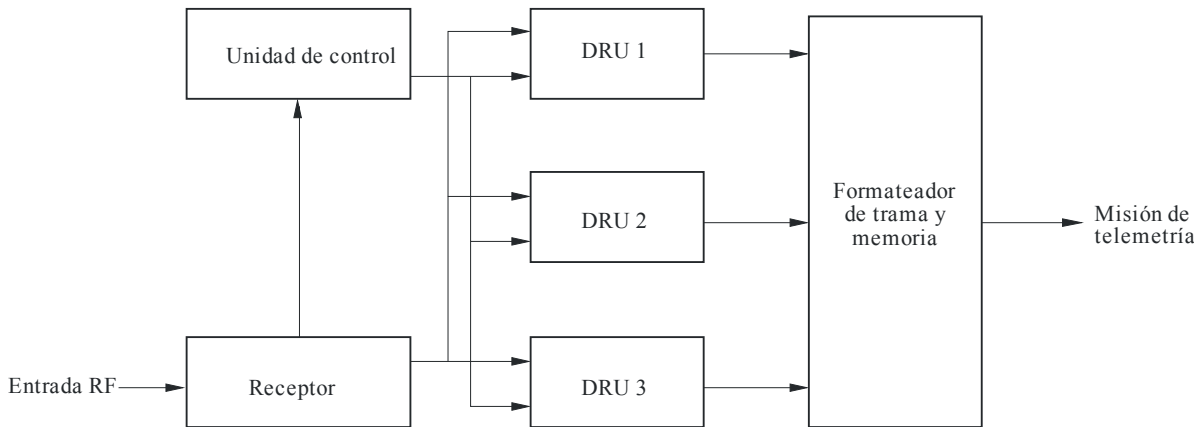 Unidad de control
DRU 1
DRU 2
Formateador
de trama y
memoria
Misión de
telemetría
Entrada RF
Receptor
DRU 3